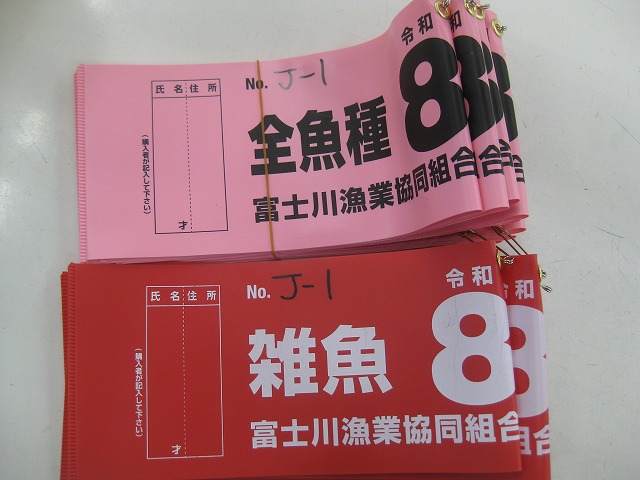 令和
8
No. J-1
氏名 住所
才
(購入者が記入して下さい)
全魚種
富士川漁業協同組合
令和
8
No. J-1
氏名 住所
才
(購入者が記入して下さい)
雑魚
富士川漁業協同組合
和
8
合